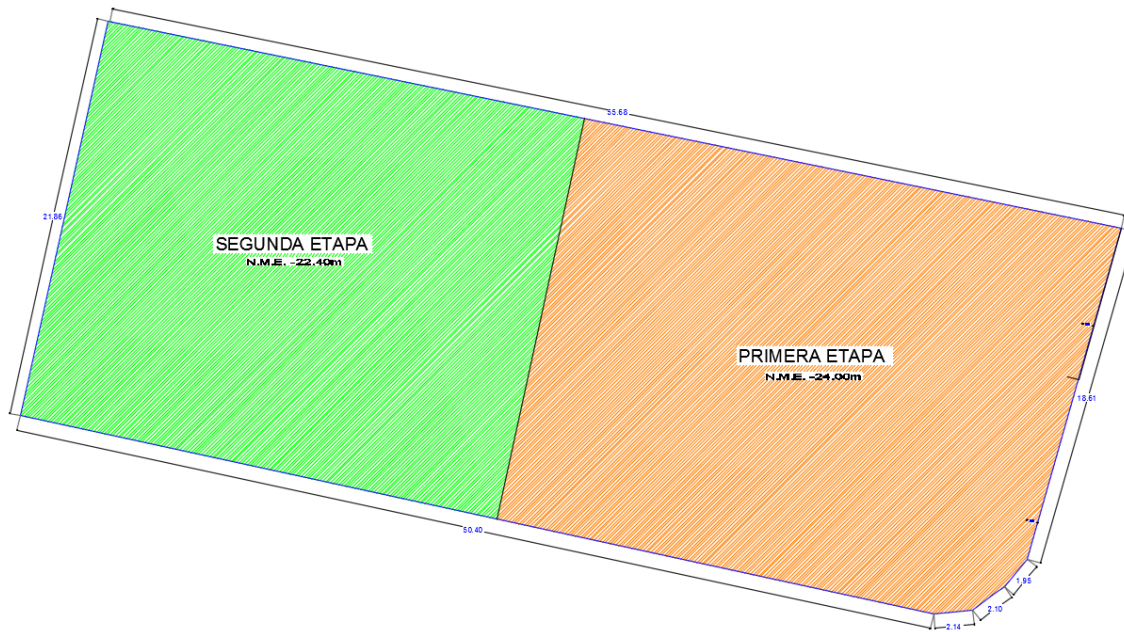 55.68
21.86
SEGUNDA ETAPA
N.M.E. -22.40m
PRIMERA ETAPA
N.M.E. -24.00m
18.61
50.40
1.95
2.10
2.14